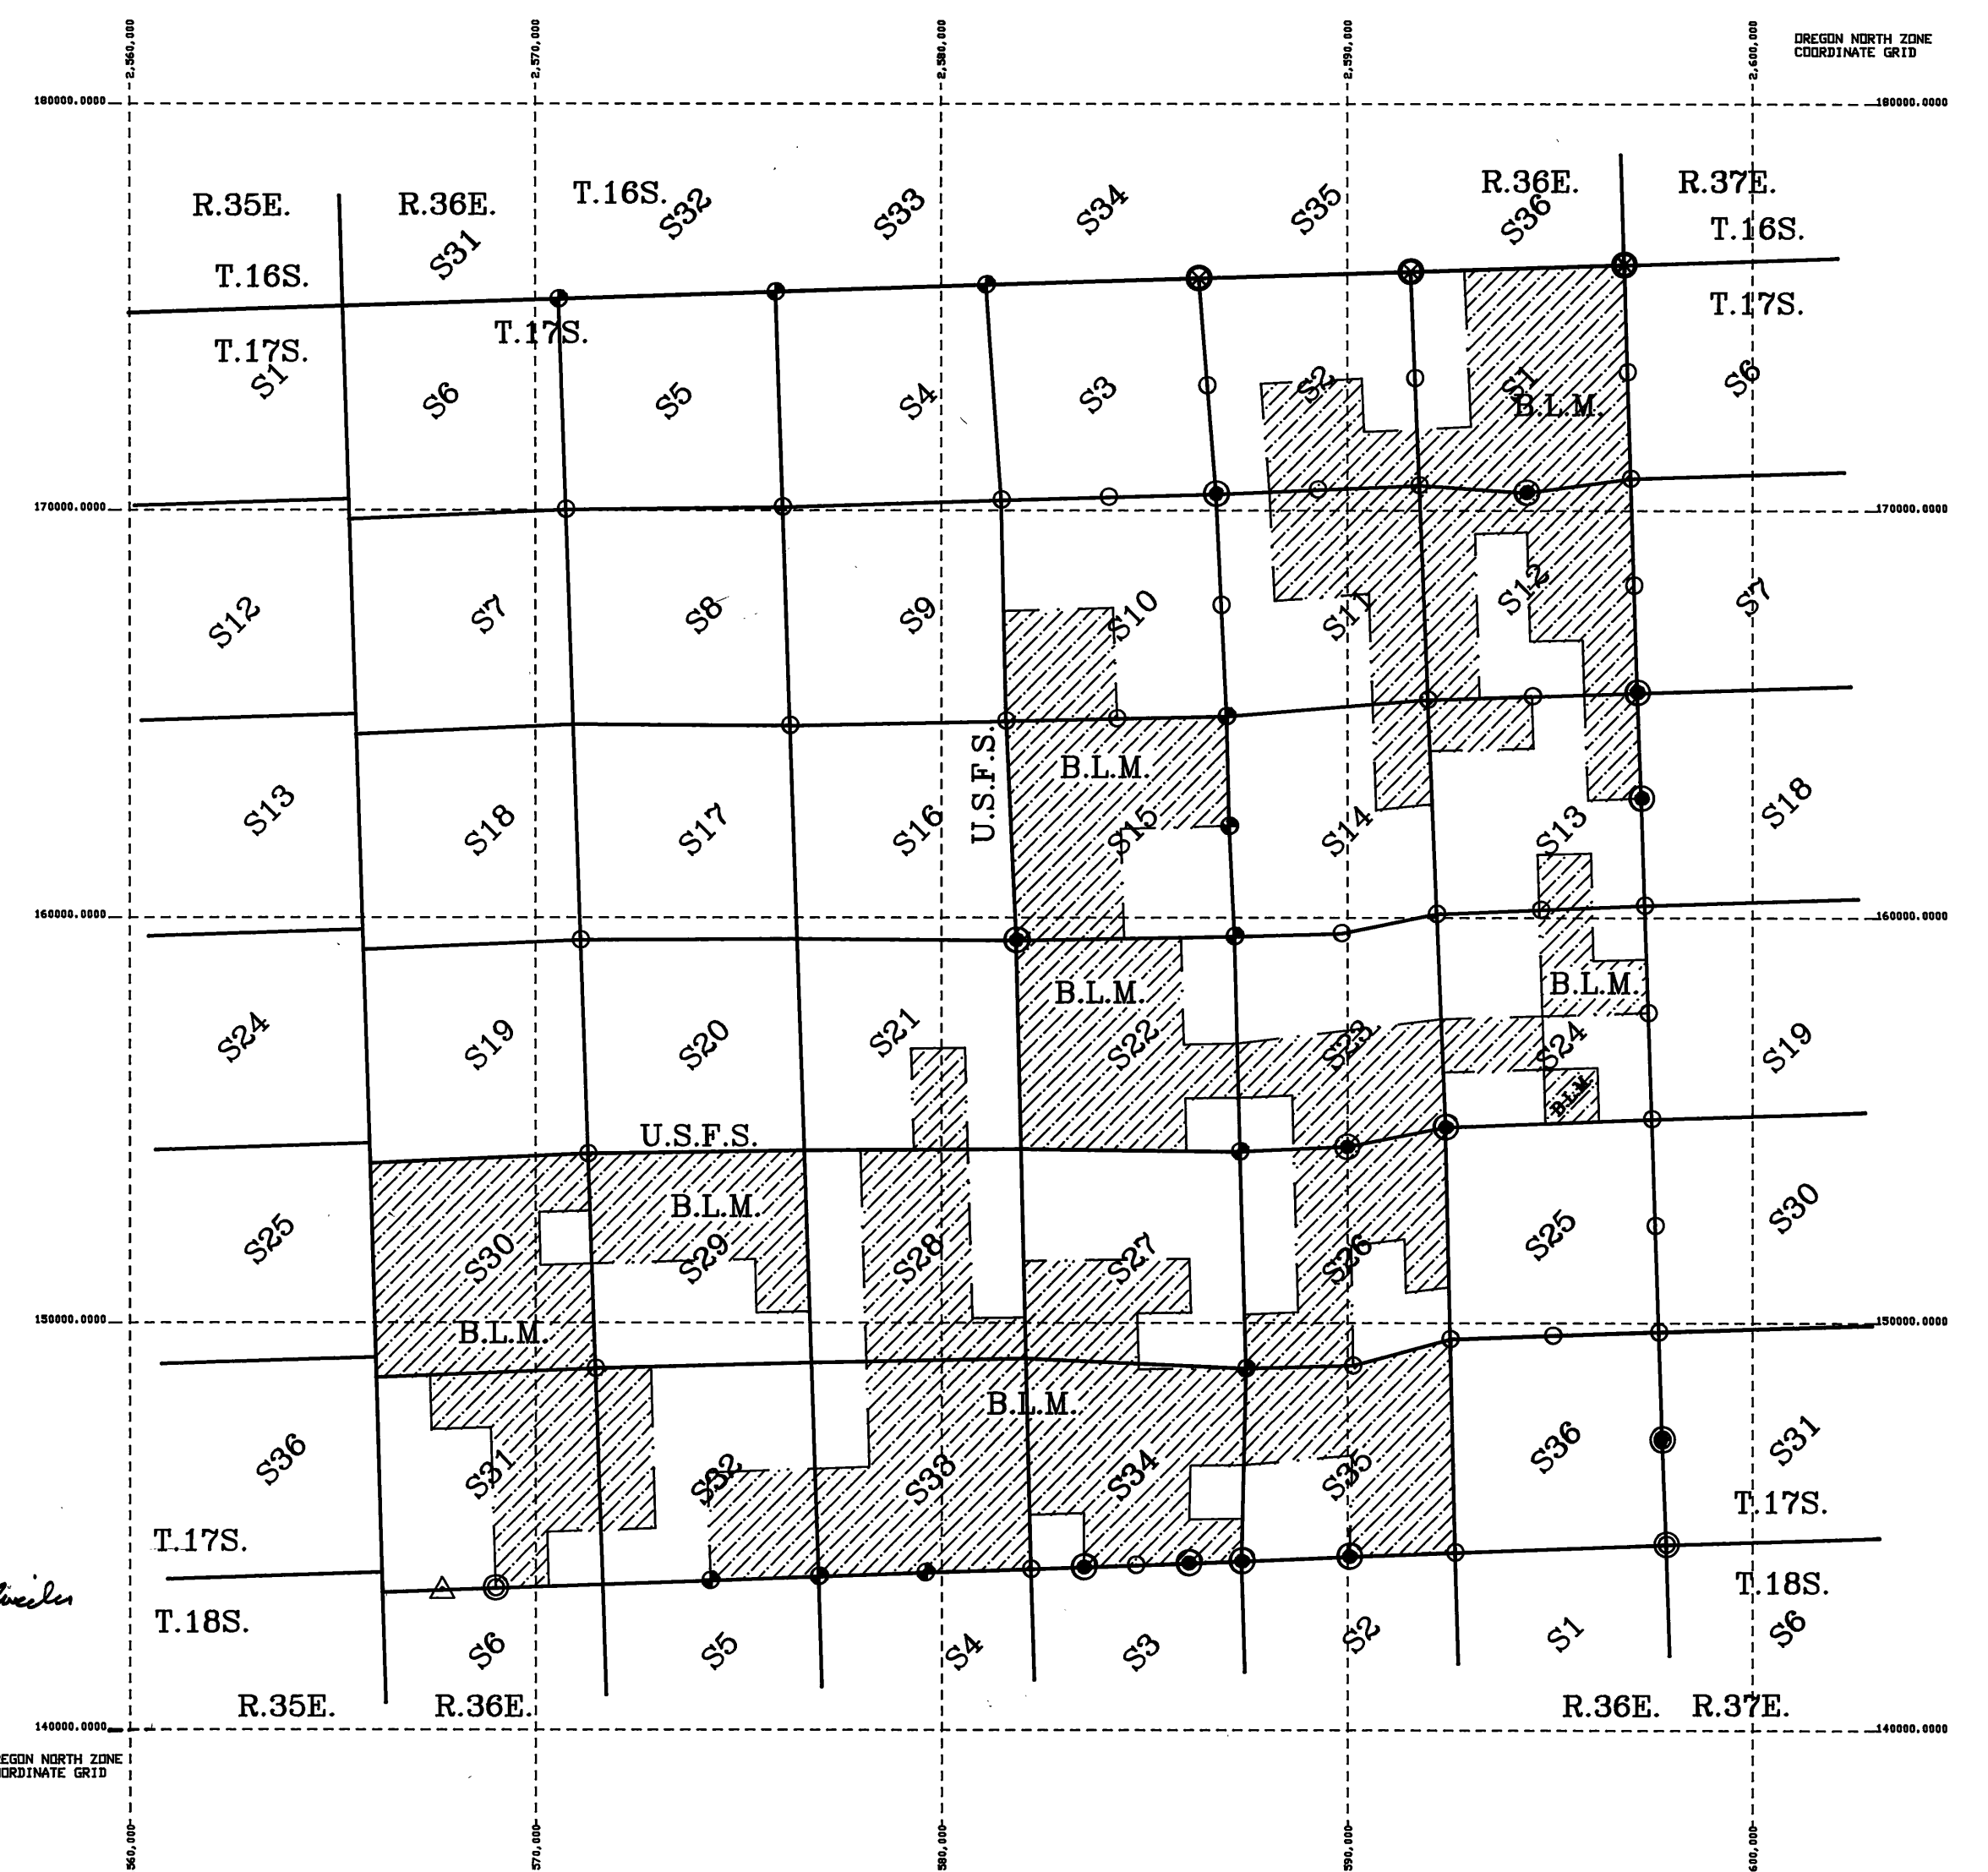 2,560,000 2,570,000 2,580,000 2,590,000 2,600,000
OREGON NORTH ZONE
COORDINATE GRID
180000.0000 180000.0000
R.35E. R.36E. T.16S. S32 S33 S34 S35 R.36E. S36 R.37E.
S31
T.16S. T.16S.
T.17S. T.17S. T.17S.
S1 S6 S5 S4 S3 S2 S1 S6
B.L.M.
170000.0000 170000.0000
S12 S7 S8 S9 S10 S11 S12 S7
U.S.F.S. B.L.M.
S13 S18 S17 S16 S15 S14 S13 S18
160000.0000 160000.0000
B.L.M. B.L.M.
S24 S19 S20 S21 S22 S23 S24 S19
B.L.M.
U.S.F.S.
B.L.M.
S25 S30 S29 S28 S27 S26 S25 S30
150000.0000 150000.0000
B.L.M.
B.L.M.
S36 S31 S32 S33 S34 S35 S36 S31
T.17S. T.17S.
T.18S. T.18S.
S6 S5 S4 S3 S2 S1 S6
R.35E. R.36E. R.36E. R.37E.
140000.0000 140000.0000
EGON NORTH ZONE
ORDINATE GRID
560,000 570,000 580,000 590,000 600,000